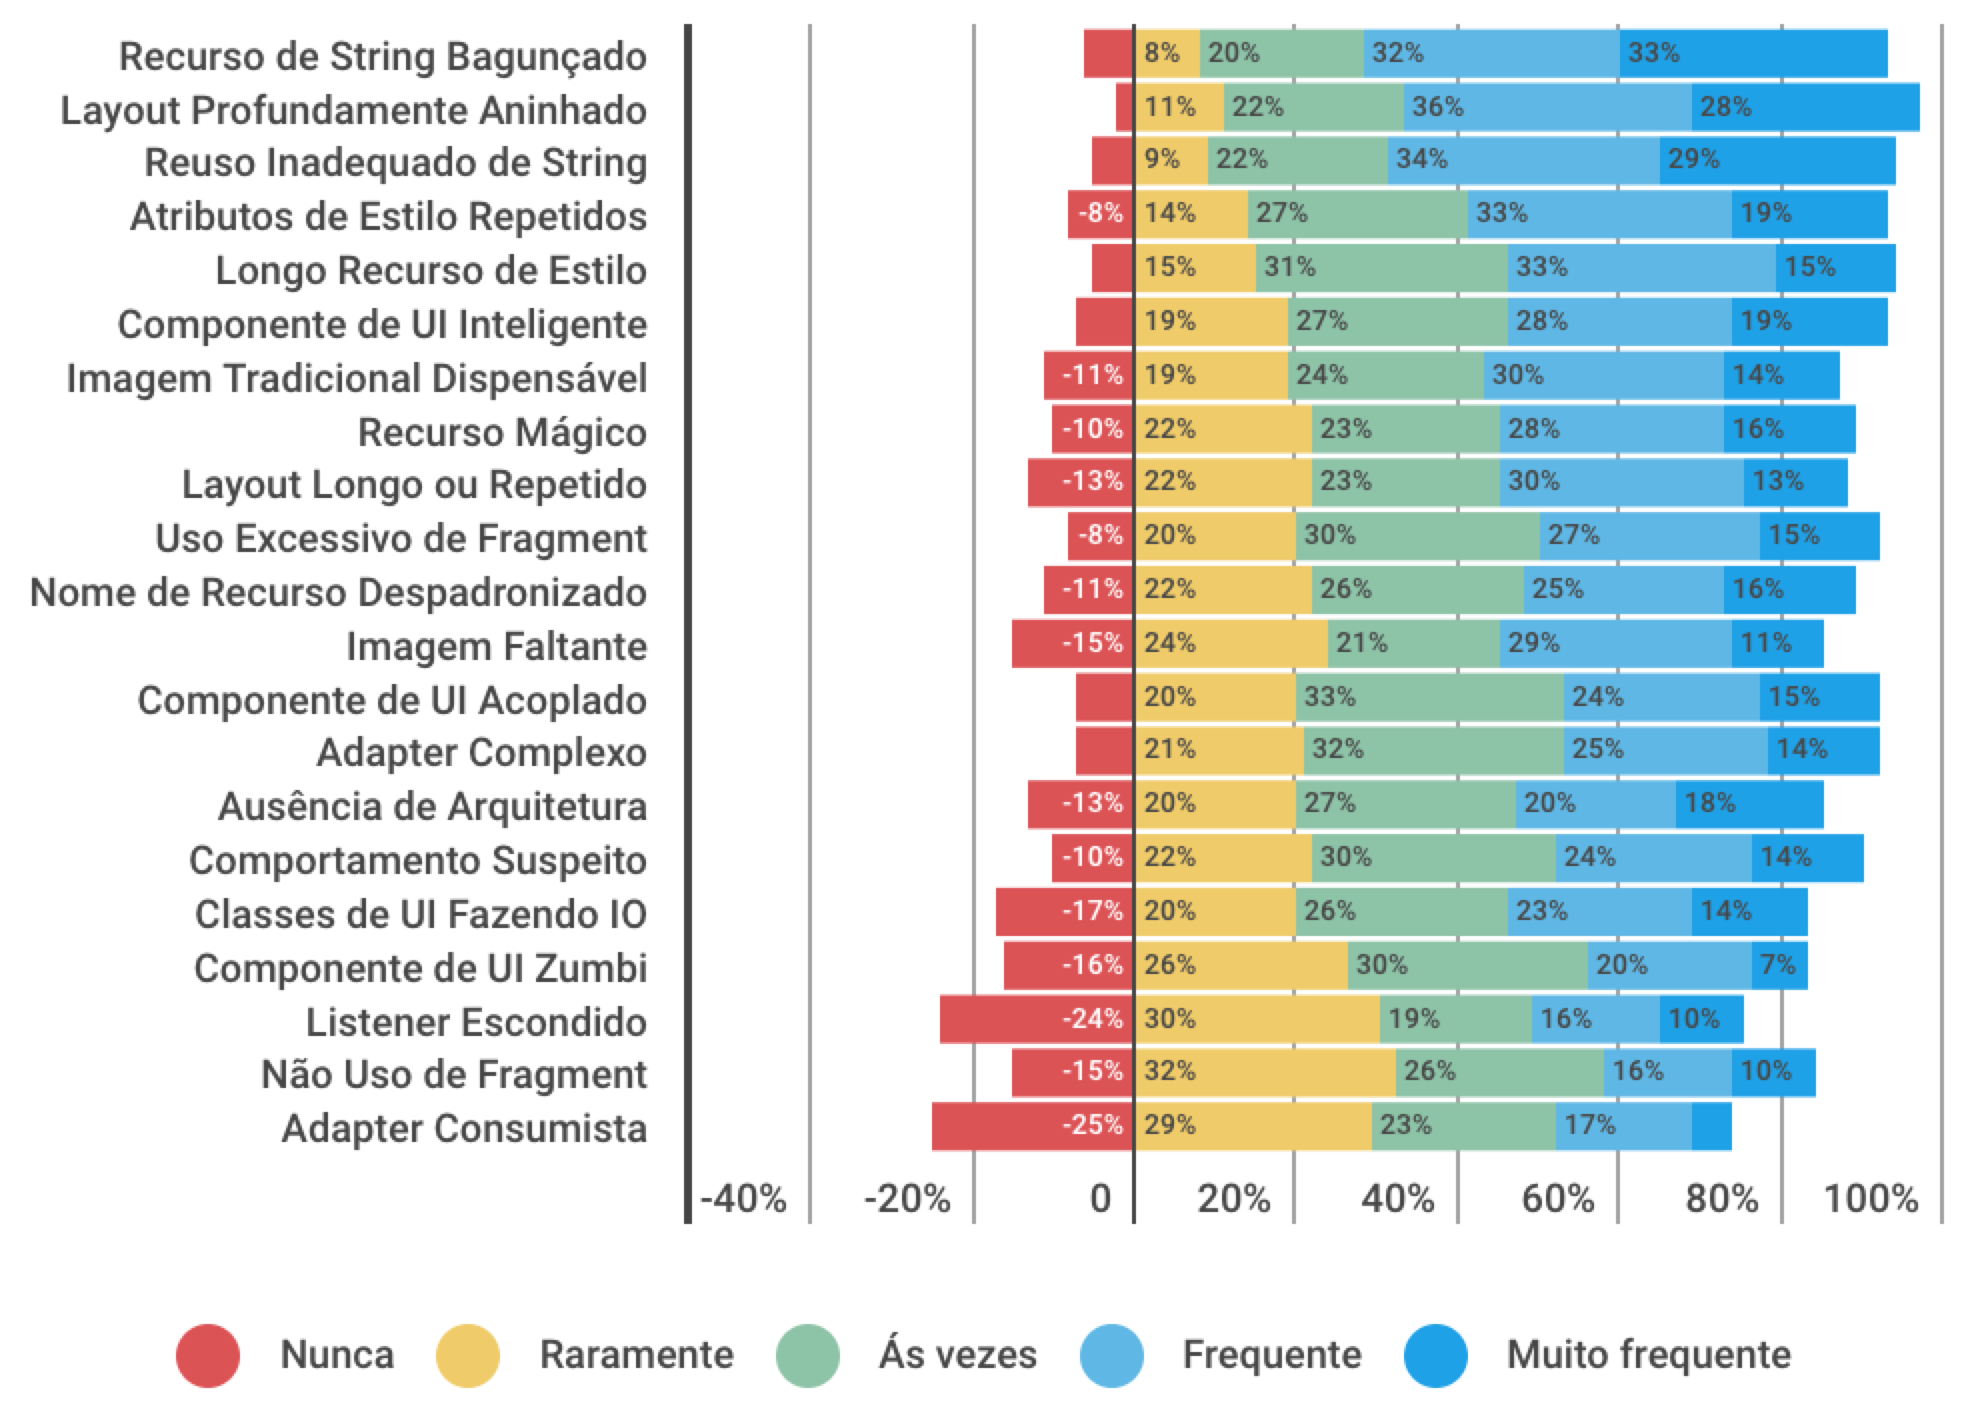 Recurso de String Bagunçado 8% 20% 32% 33%
Layout Profundamente Aninhado 11% 22% 36% 28%
Reuso Inadequado de String 9% 22% 34% 29%
Atributos de Estilo Repetidos -8% 14% 27% 33% 19%
Longo Recurso de Estilo 15% 31% 33% 15%
Componente de UI Inteligente 19% 27% 28% 19%
Imagem Tradicional Dispensável -11% 19% 24% 30% 14%
Recurso Mágico -10% 22% 23% 28% 16%
Layout Longo ou Repetido -13% 22% 23% 30% 13%
Uso Excessivo de Fragment -8% 20% 30% 27% 15%
Nome de Recurso Despadronizado -11% 22% 26% 25% 16%
Imagem Faltante -15% 24% 21% 29% 11%
Componente de UI Acoplado 20% 33% 24% 15%
Adapter Complexo 21% 32% 25% 14%
Ausência de Arquitetura -13% 20% 27% 20% 18%
Comportamento Suspeito -10% 22% 30% 24% 14%
Classes de UI Fazendo IO -17% 20% 26% 23% 14%
Componente de UI Zumbi -16% 26% 30% 20% 7%
Listener Escondido -24% 30% 19% 16% 10%
Não Uso de Fragment -15% 32% 26% 16% 10%
Adapter Consumista -25% 29% 23% 17%
-40% -20% 0 20% 40% 60% 80% 100%
Nunca Raramente Ás vezes Frequente Muito frequente